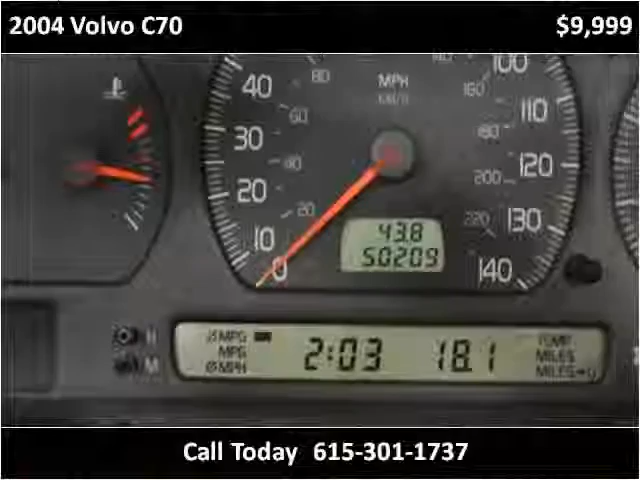 2004 Volvo C70 $9,999
80 100
40 MPH 160 110
60
30 180
40 120
20 200
20 220 130
10 43.8
0 50209 140
H MPG 2:03 18.1
MPG MILES
M MPH MILES
Call Today 615-301-1737